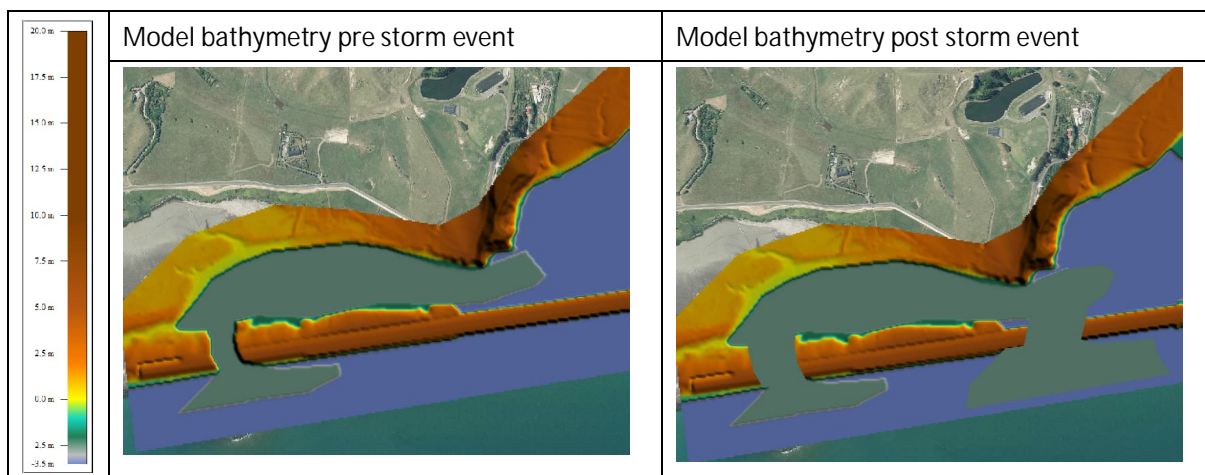 Model bathymetry pre storm event
Model bathymetry post storm event
20.0 m
17.5 m
15.0 m
12.5 m
10.0 m
7.5 m
5.0 m
2.5 m
0.0 m
2.5 m
-3.5 m